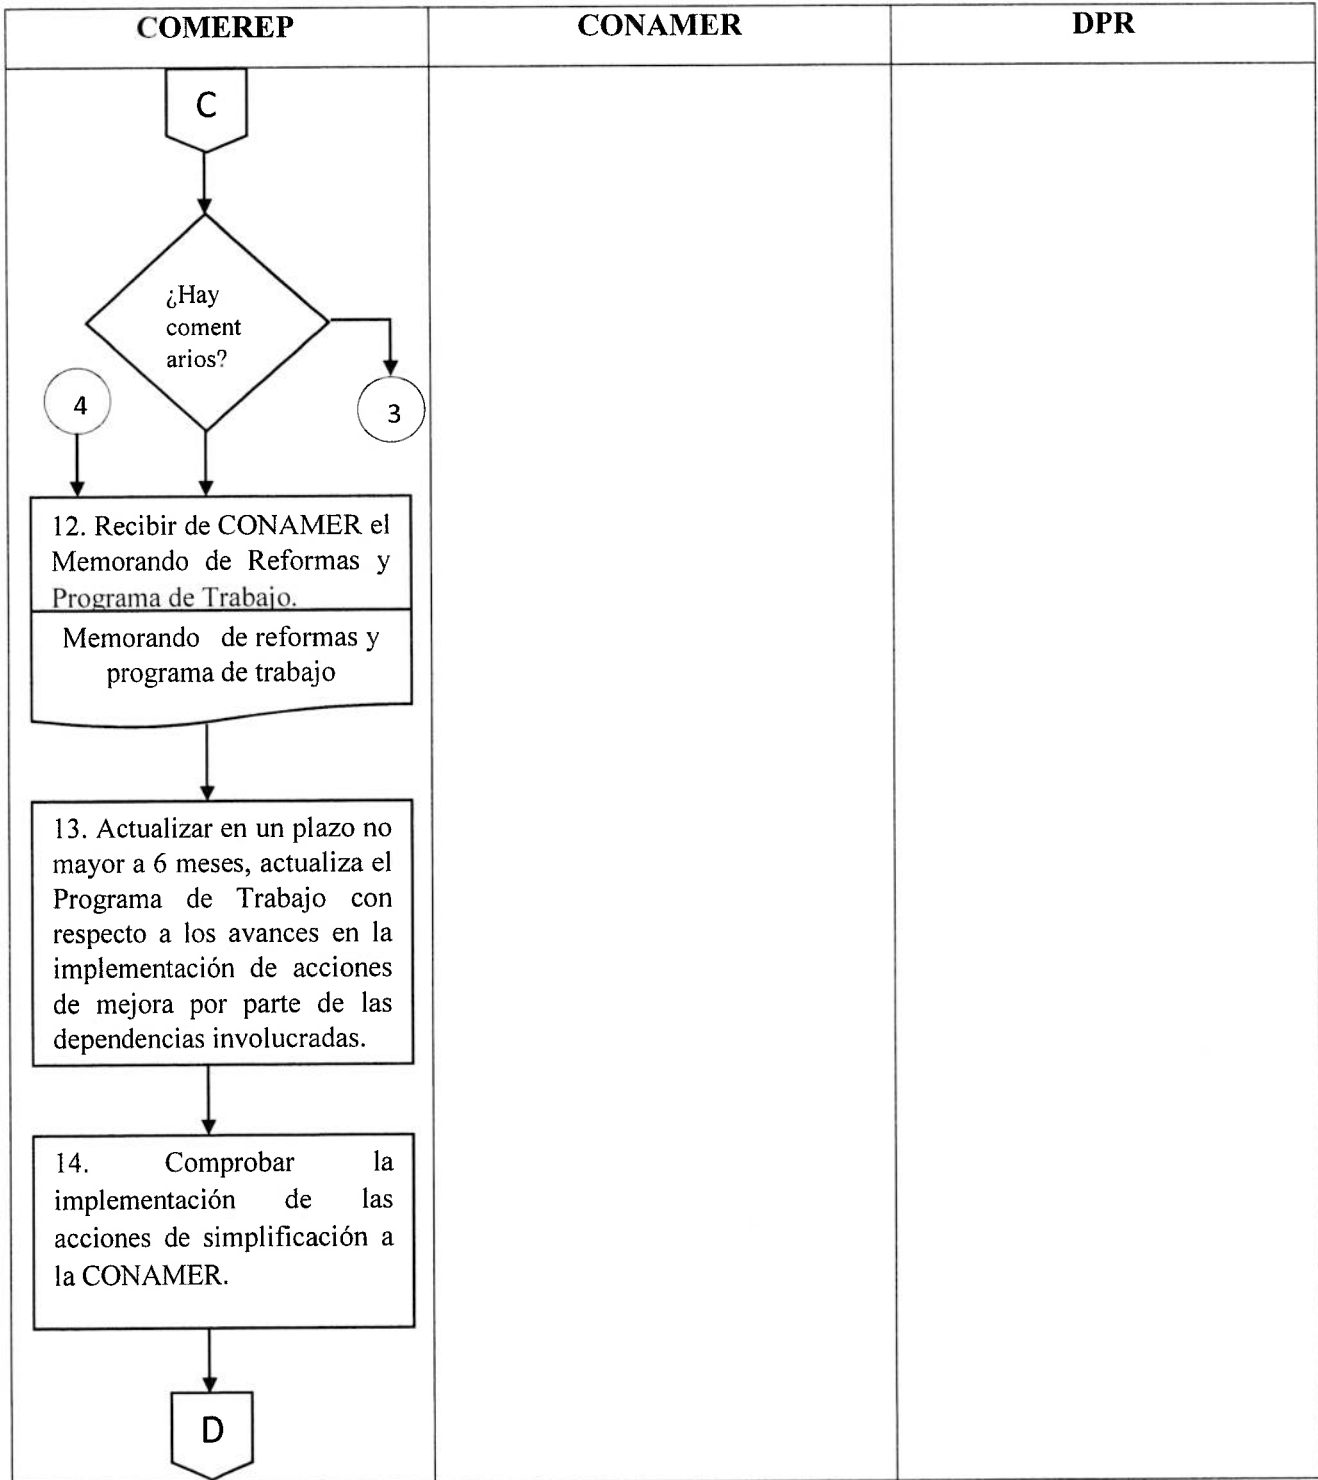 COMEREP CONAMER DPR
C
¿Hay
coment
arios?
4
3
12. Recibir de CONAMER el
Memorando de Reformas y
Programa de Trabajo.
Memorando de reformas y
programa de trabajo
13. Actualizar en un plazo no
mayor a 6 meses, actualiza el
Programa de Trabajo con
respecto a los avances en la
implementación de acciones
de mejora por parte de las
dependencias involucradas.
14. Comprobar la
implementación de las
acciones de simplificación a
la CONAMER.
D